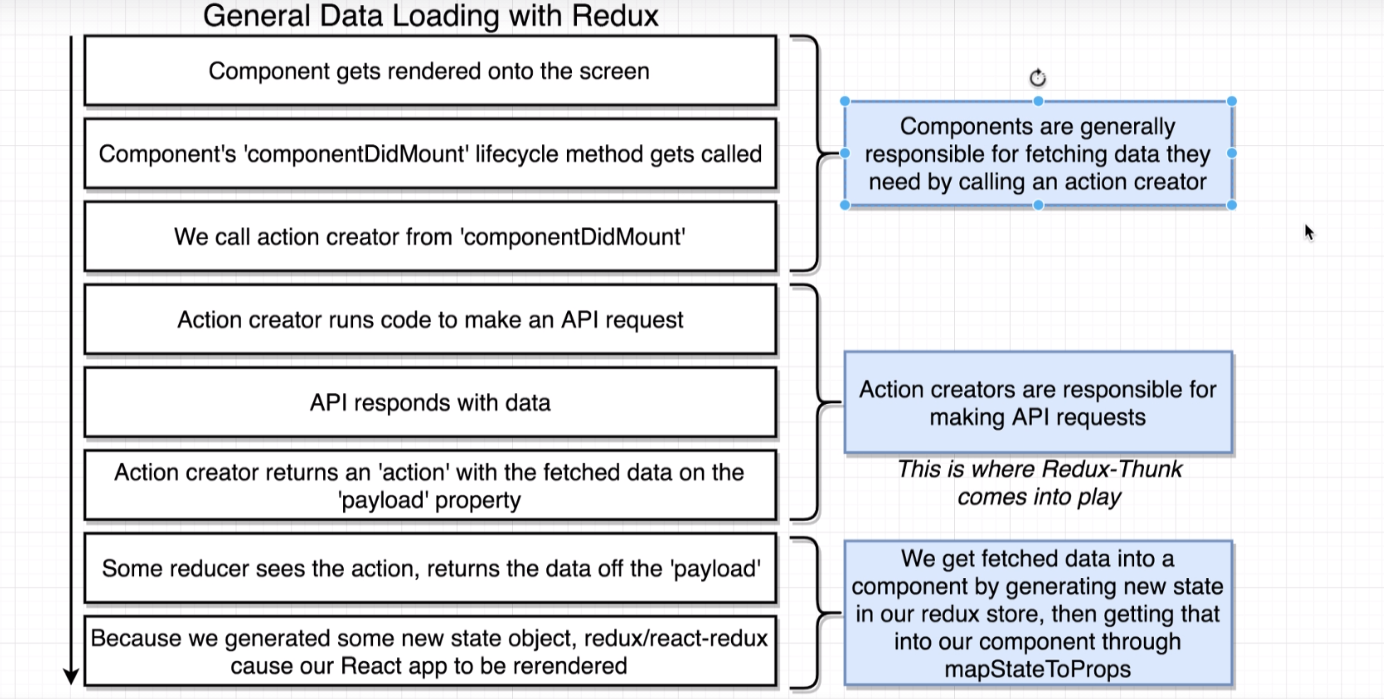 General Data Loading with Redux
Component gets rendered onto the screen
Component's 'componentDidMount' lifecycle method gets called
We call action creator from 'componentDidMount'
Components are generally
responsible for fetching data they
need by calling an action creator
Action creator runs code to make an API request
API responds with data
Action creator returns an 'action' with the fetched data on the
'payload' property
Action creators are responsible for
making API requests
This is where Redux-Thunk
comes into play
Some reducer sees the action, returns the data off the 'payload'
Because we generated some new state object, redux/react-redux
cause our React app to be rerendered
We get fetched data into a
component by generating new state
in our redux store, then getting that
into our component through
mapStateToProps